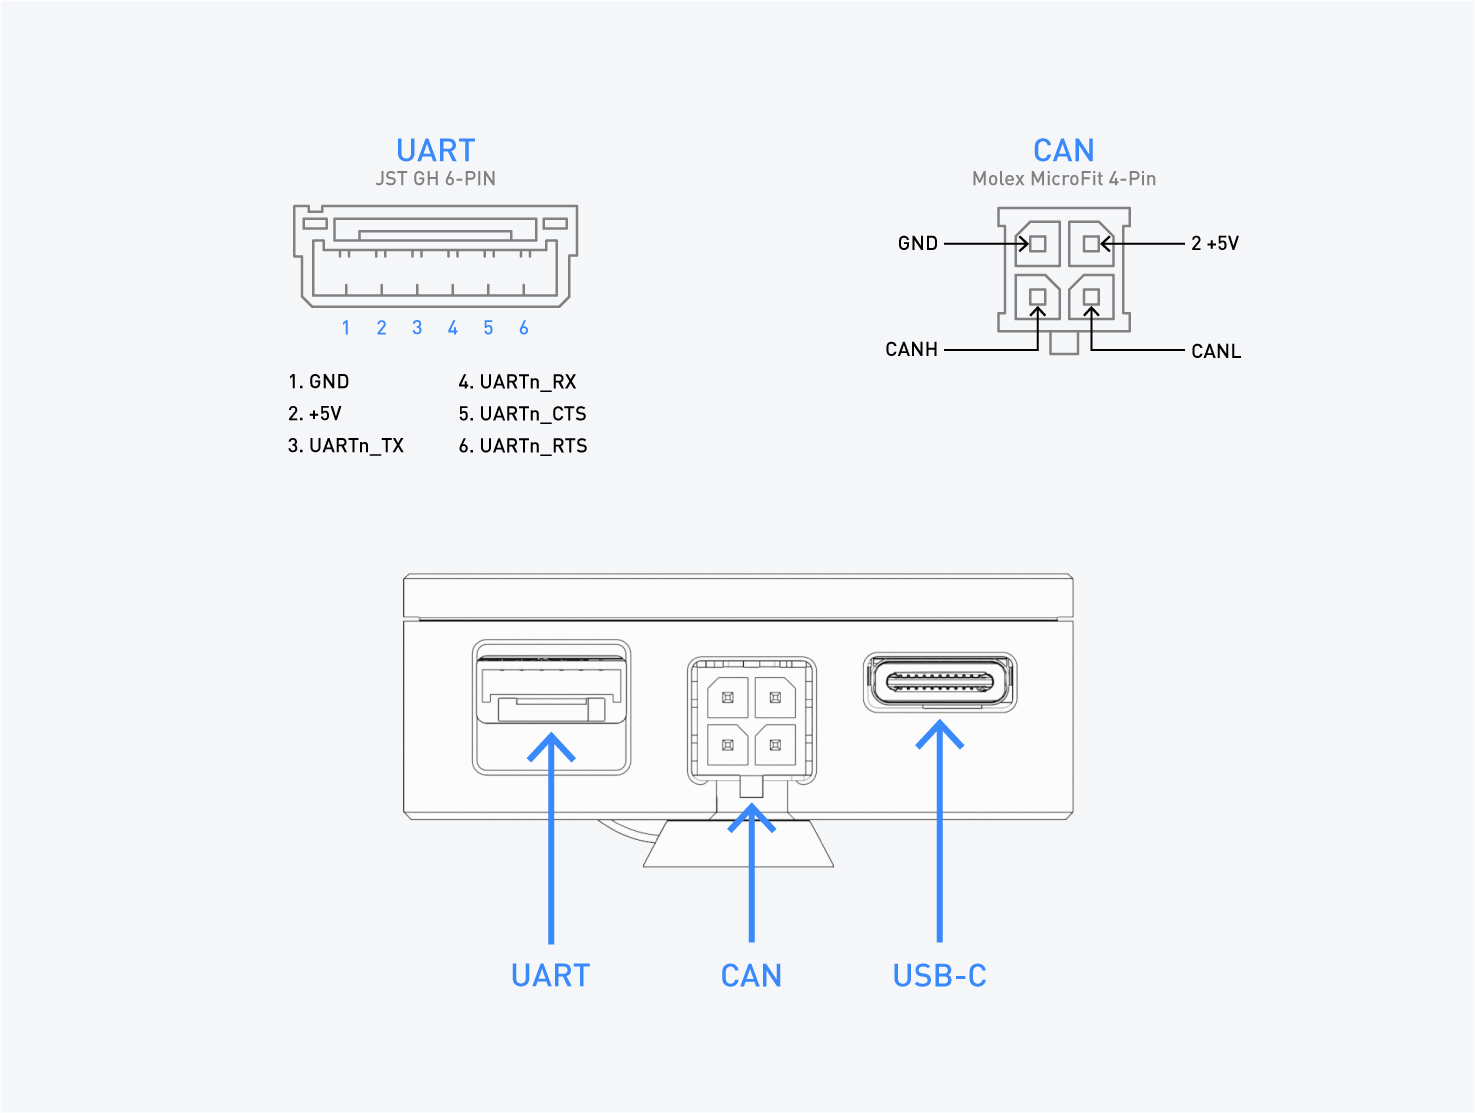 UART
JST GH 6-PIN
1 2 3 4 5 6
1. GND
2. +5V
3. UARTn_TX
4. UARTn_RX
5. UARTn_CTS
6. UARTn_RTS
CAN
Molex MicroFit 4-Pin
GND
2 +5V
CANH
CANL
UART
CAN
USB-C